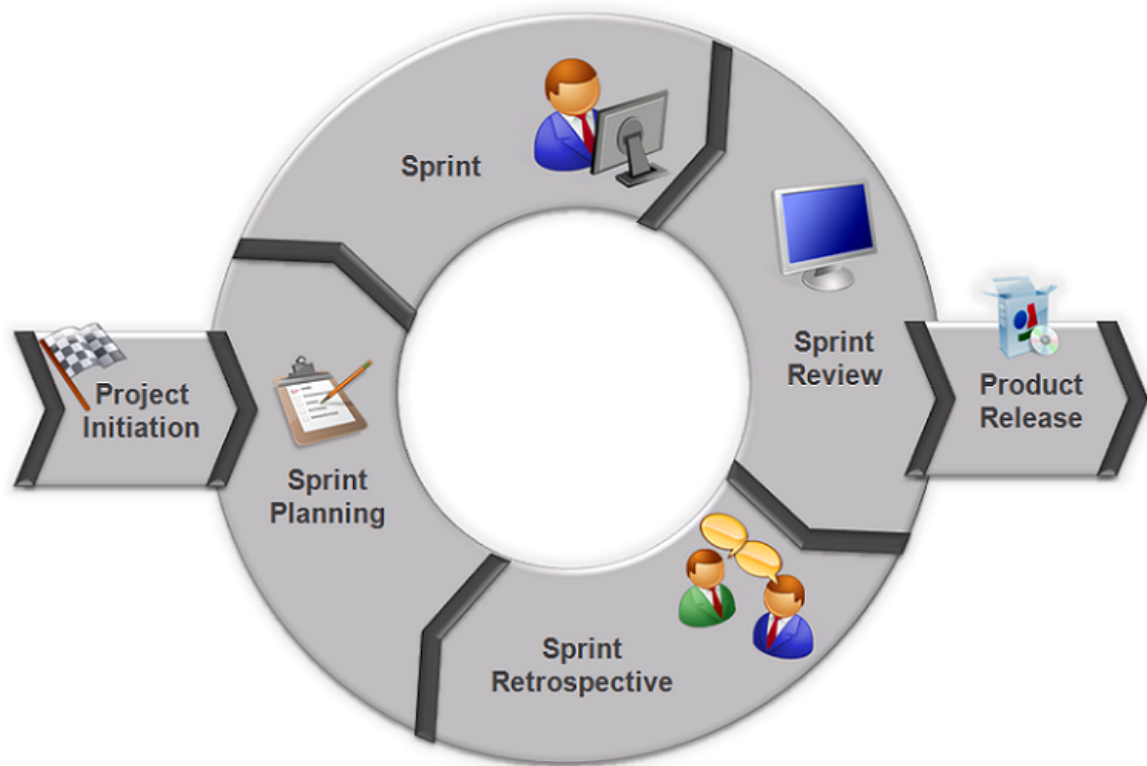 Project
Initiation
Sprint
Planning
Sprint
Sprint
Review
Sprint
Retrospective
Product
Release